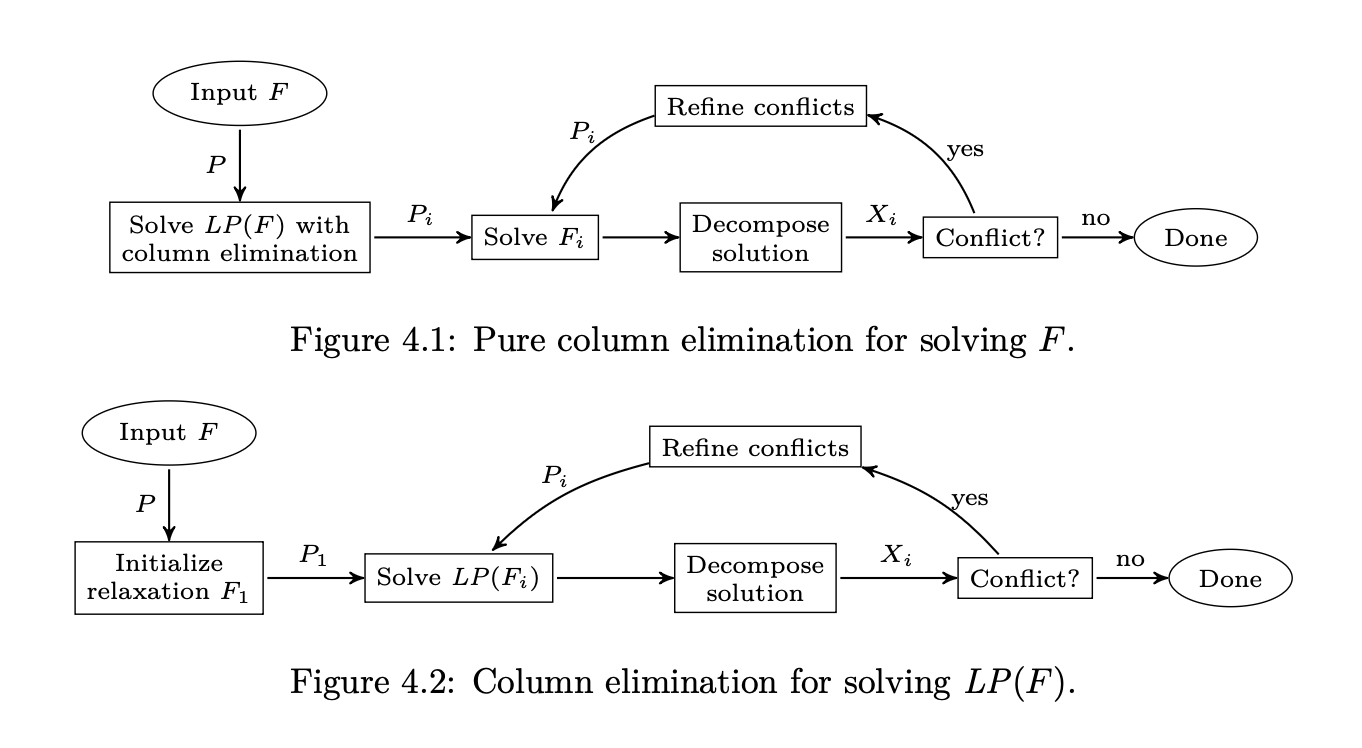 Input F
Refine conflicts
P_i
yes
P
Solve LP(F) with
column elimination
P_i
Solve F_i
Decompose
solution
X_i
Conflict?
no
Done
Figure 4.1: Pure column elimination for solving F.
Input F
Refine conflicts
P_i
yes
P
Initialize
relaxation F_1
P_1
Solve LP(F_i)
Decompose
solution
X_i
Conflict?
no
Done
Figure 4.2: Column elimination for solving LP(F).